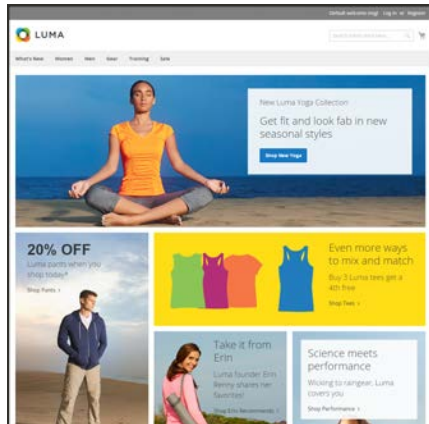 Default welcome msg! Log In or Register
LUMA
What's New Women Men Gear Training Sale
New Luma Yoga Collection
Get fit and look fab in new
seasonal styles
Shop New Yoga
20% OFF
Luma pants when you
shop today*
Shop Pants >
Even more ways
to mix and match
Buy 3 Luma tees get a
4th free
Shop Tees >
Take it from
Erin
Luma founder Erin
Renny shares her
favorites!
Shop Erin Recommends >
Science meets
performance
Wicking to raingear, Luma
covers you
Shop Performance >